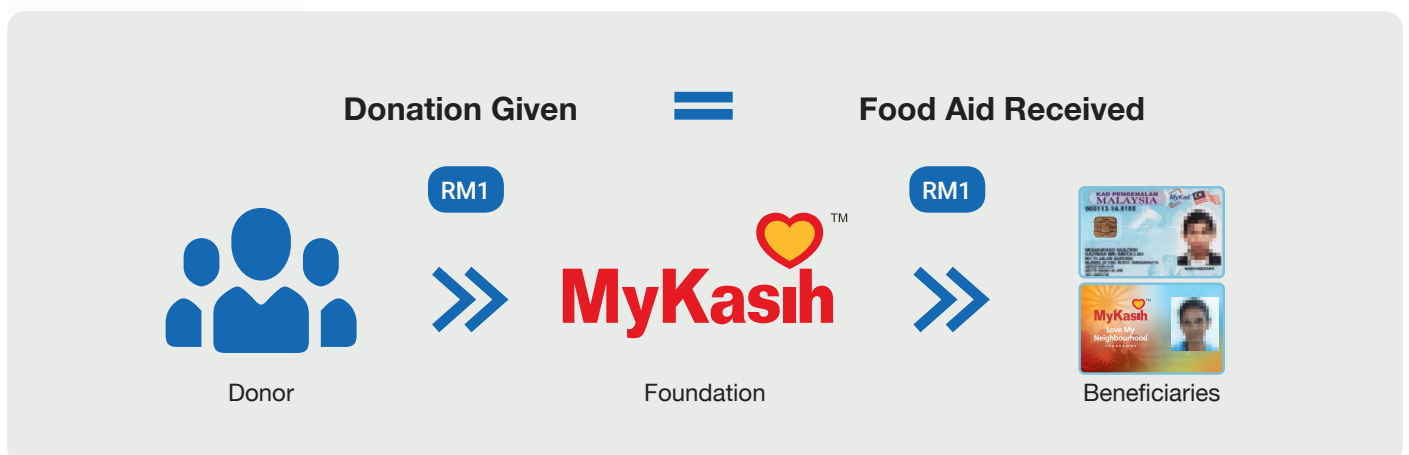 Donation Given = Food Aid Received
RM1
RM1
MyKasih
TM
Donor
Foundation
Beneficiaries
KAD PENGENALAN
MALAYSIA
MyKad
MyKasih
Love My
Neighbourhood
PROGRAMME